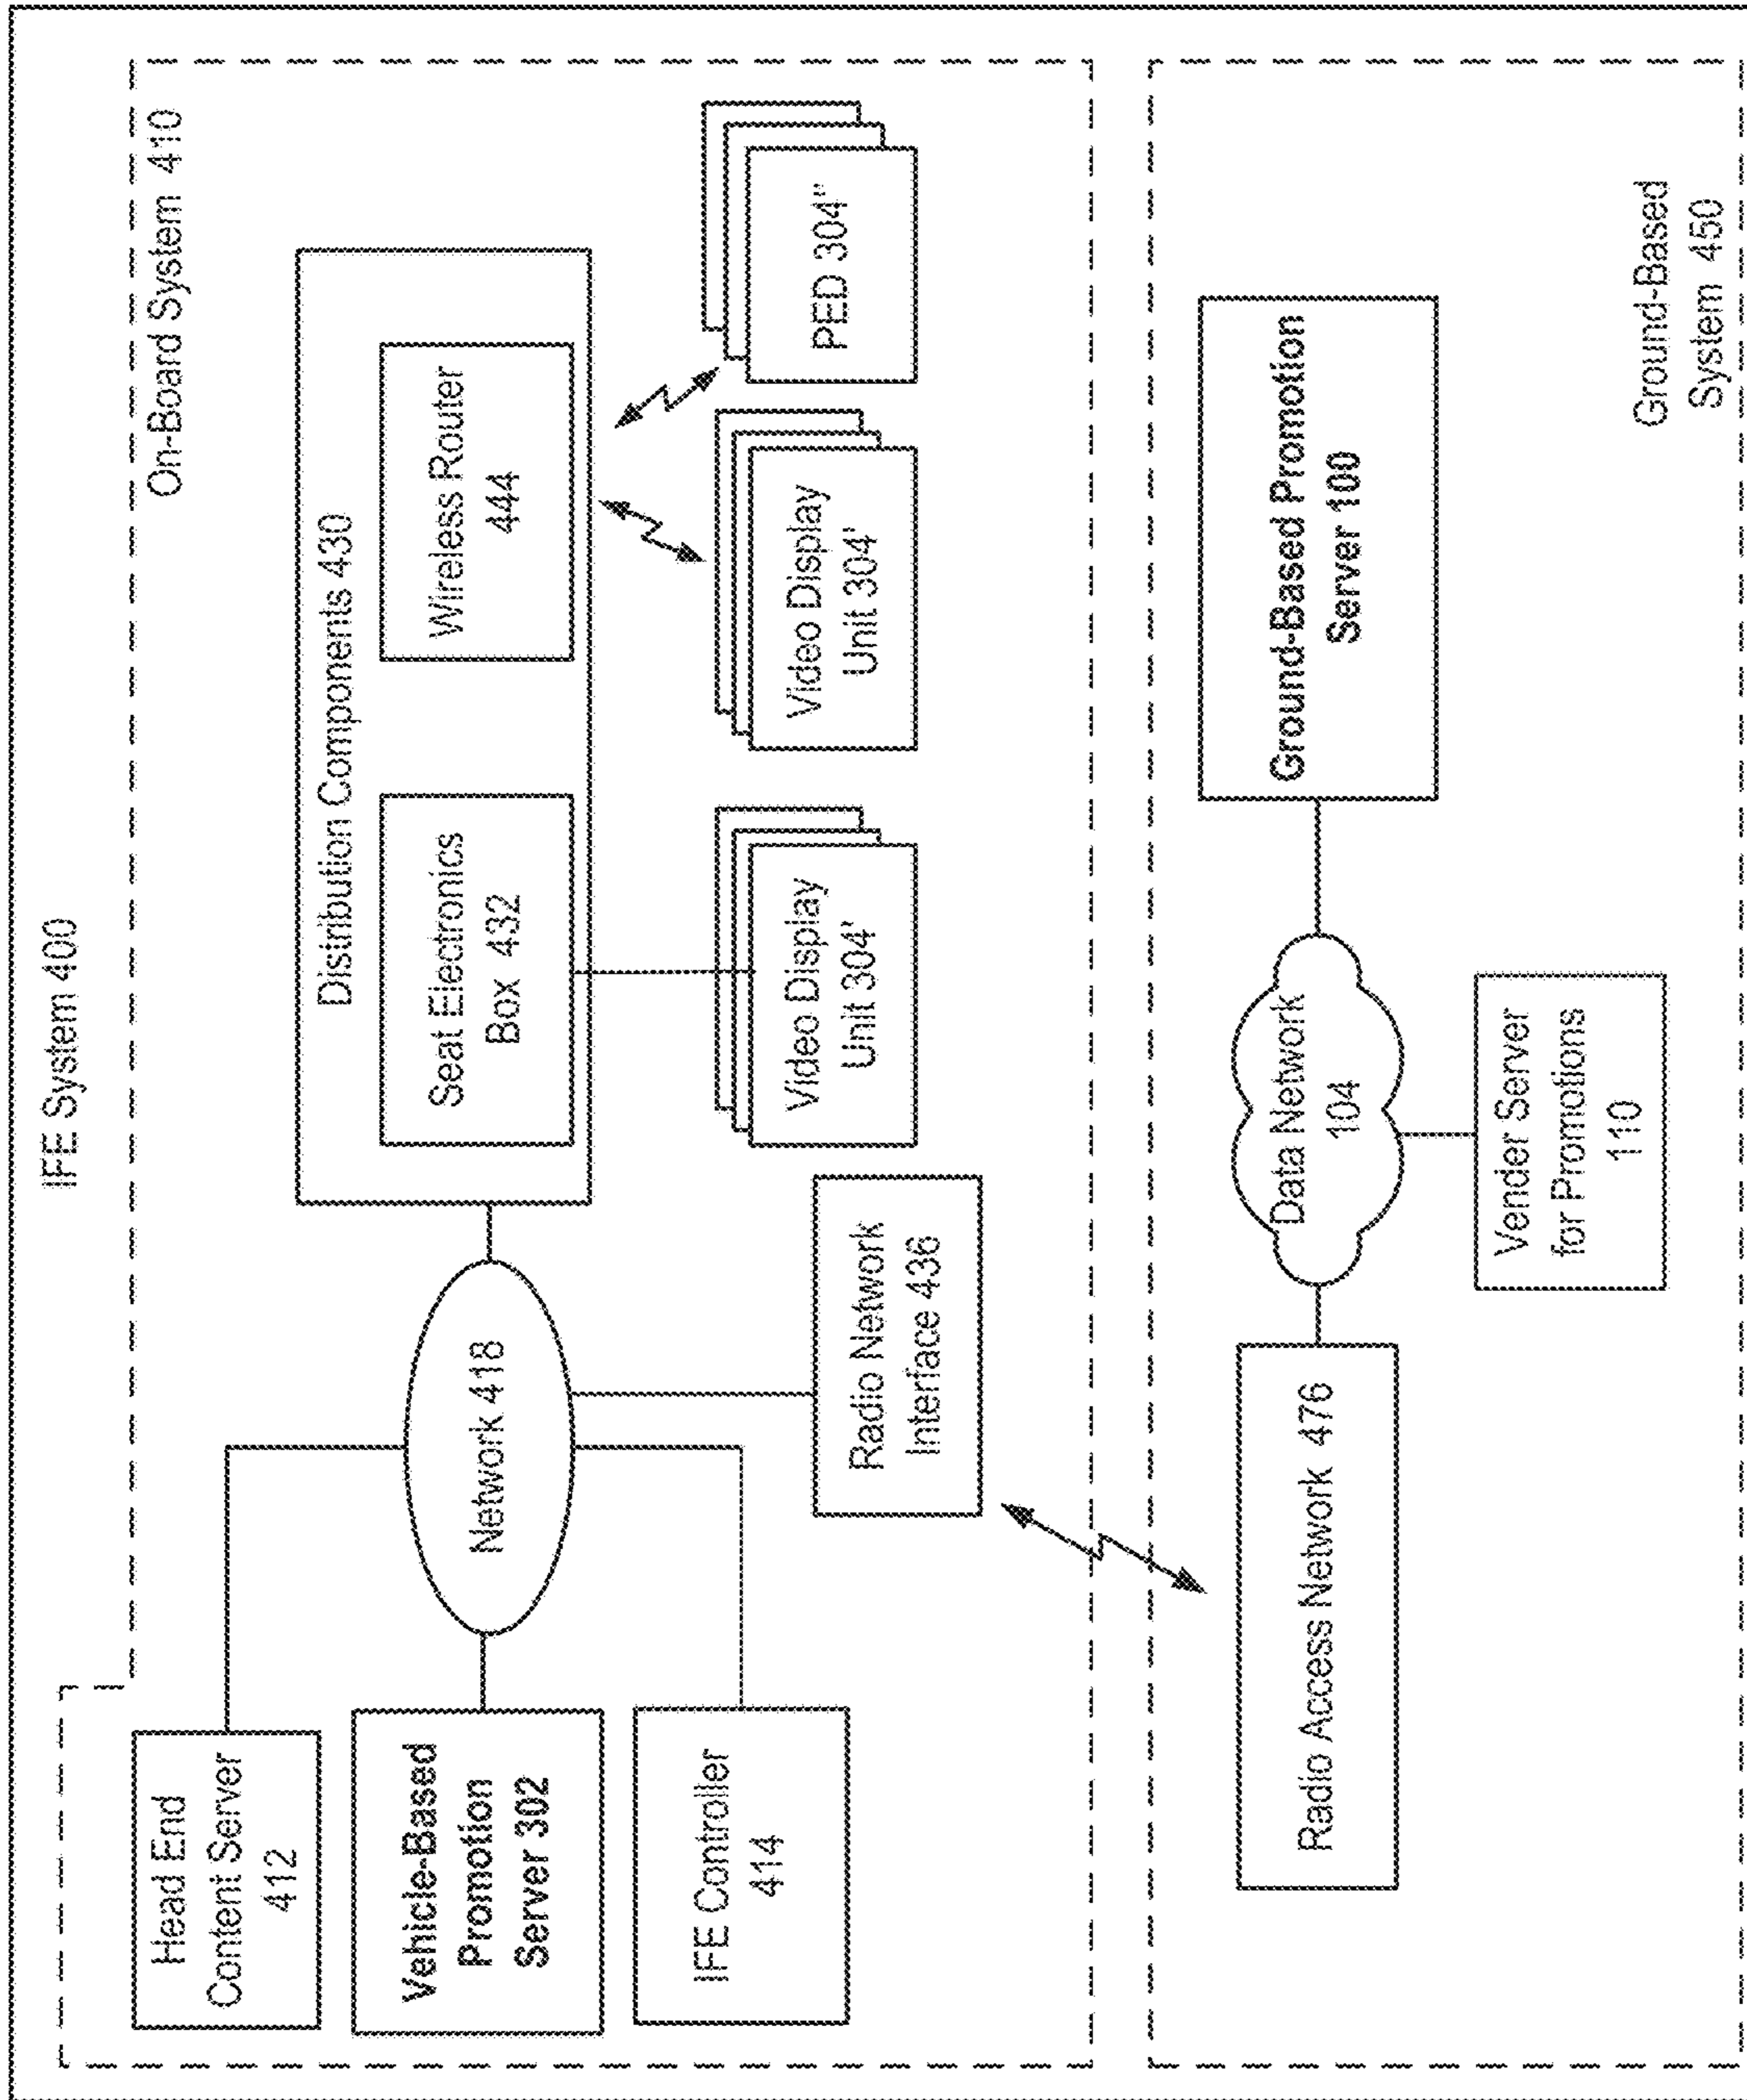 IFE System 400
On-Board System 410
Head End
Content Server
412
Vehicle-Based
Promotion
Server 302
IFE Controller
414
Network 418
Radio Network
Interface 436
Distribution Components 430
Seat Electronics
Box 432
Wireless Router
444
Video Display
Unit 304'
Video Display
Unit 304'
PED 304"
Radio Access Network 476
Data Network
104
Vender Server
for Promotions
110
Ground-Based Promotion
Server 100
Ground-Based
System 450